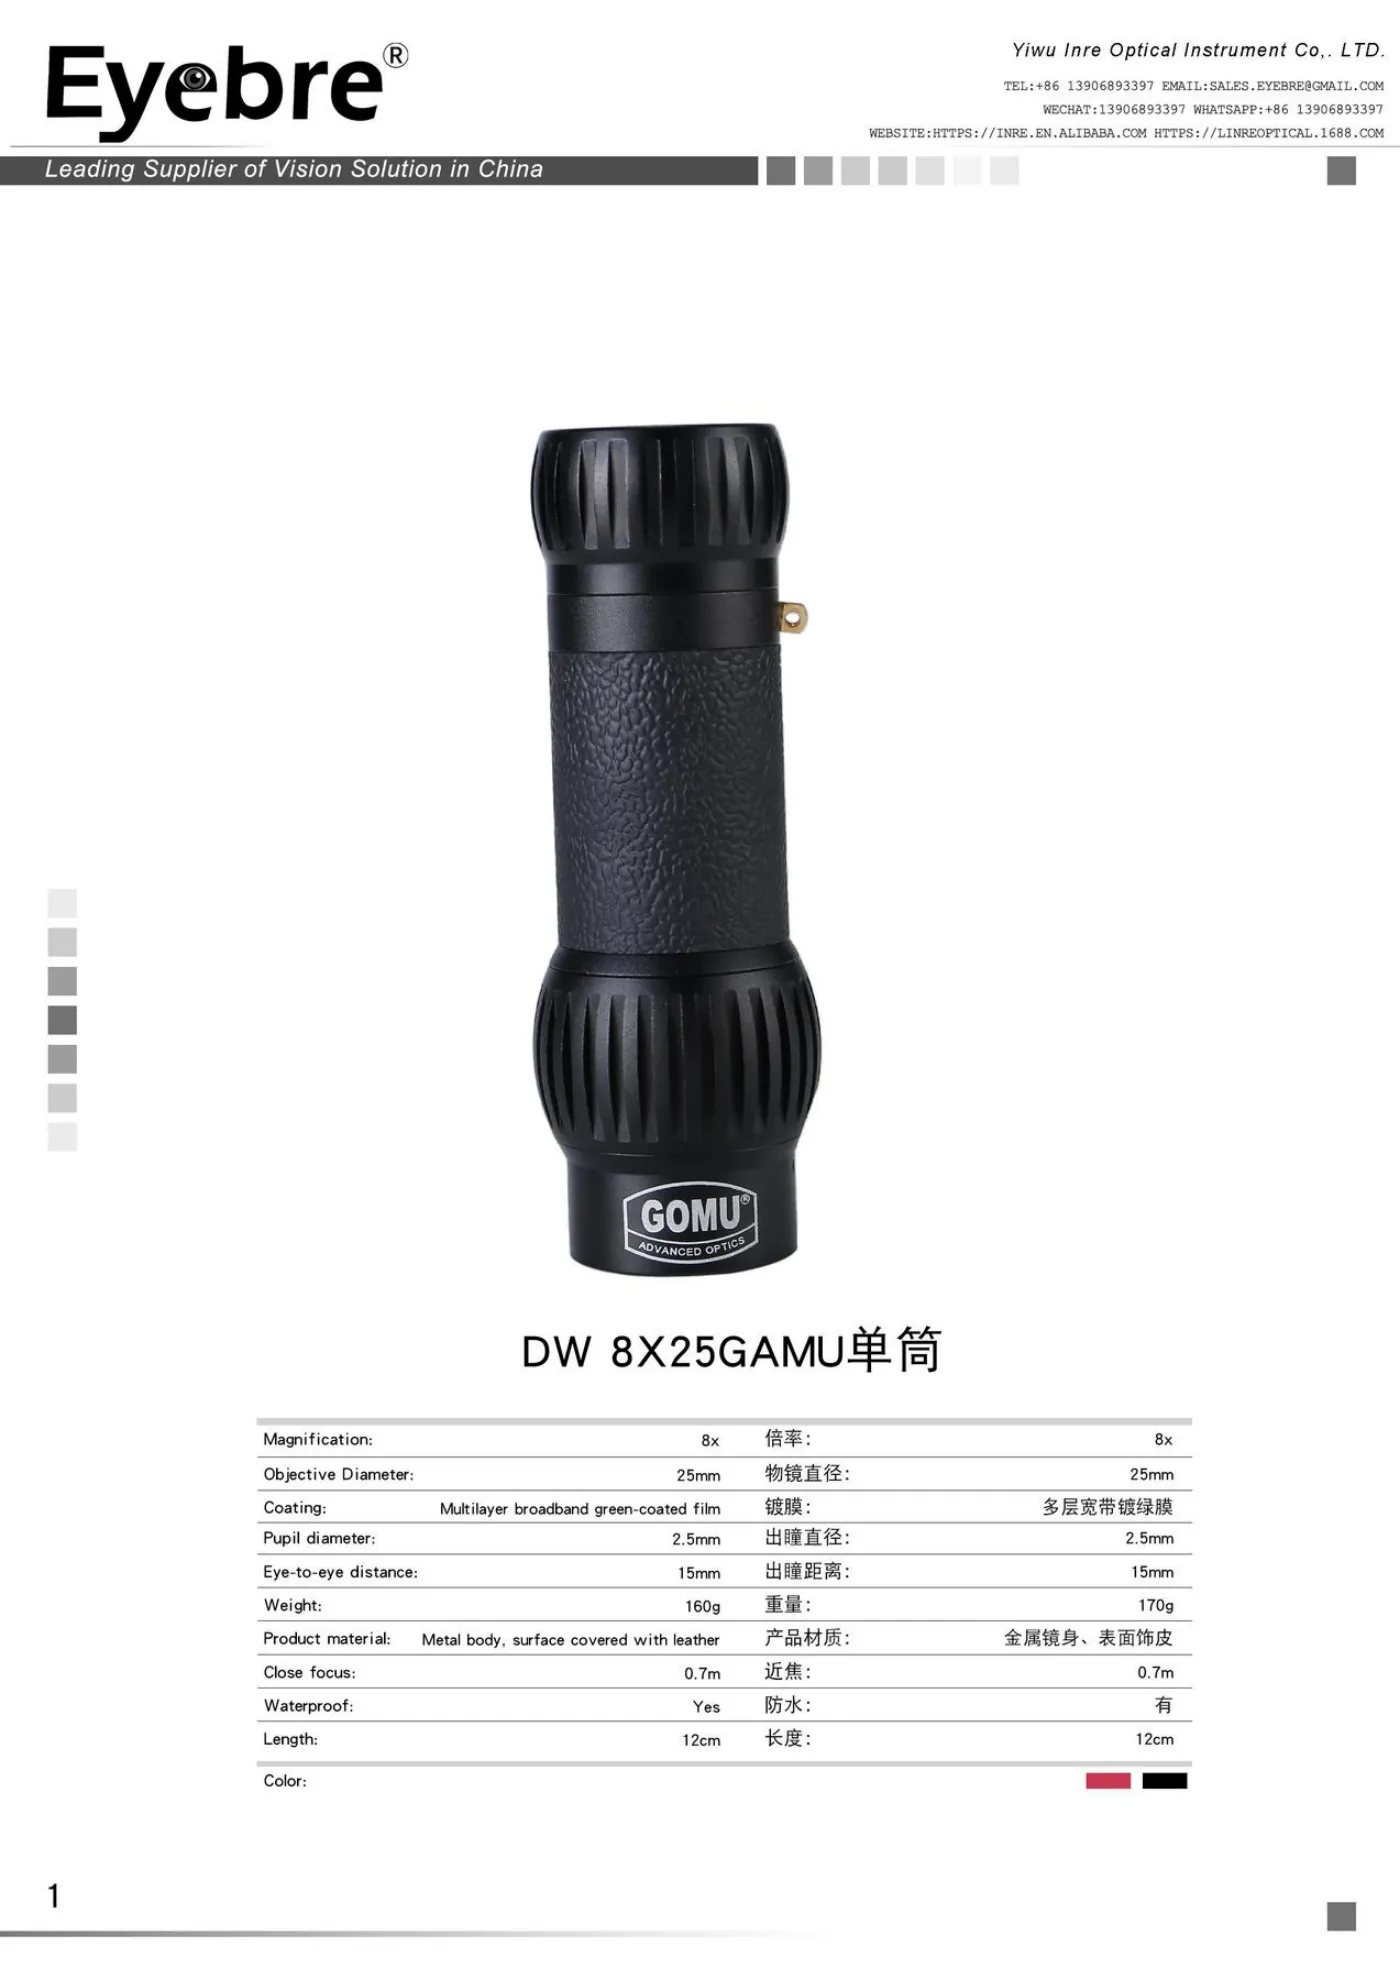 Eyebre®
Yiwu Inre Optical Instrument Co,. LTD.
TEL:+86 13906893397 EMAIL:SALES.EYEBRE@GMAIL.COM
WECHAT:13906893397 WHATSAPP:+86 13906893397
WEBSITE:HTTPS://INRE.EN.ALIBABA.COM HTTPS://LINREOPTICAL.1688.COM
Leading Supplier of Vision Solution in China
GOMU®
ADVANCED OPTICS
DW 8X25GAMU单筒
Magnification: 8x 倍率: 8x
Objective Diameter: 25mm 物镜直径: 25mm
Coating: Multilayer broadband green-coated film 镀膜: 多层宽带镀绿膜
Pupil diameter: 2.5mm 出瞳直径: 2.5mm
Eye-to-eye distance: 15mm 出瞳距离: 15mm
Weight: 160g 重量: 170g
Product material: Metal body, surface covered with leather 产品材质: 金属镜身、表面饰皮
Close focus: 0.7m 近焦: 0.7m
Waterproof: Yes 防水: 有
Length: 12cm 长度: 12cm
Color:
1